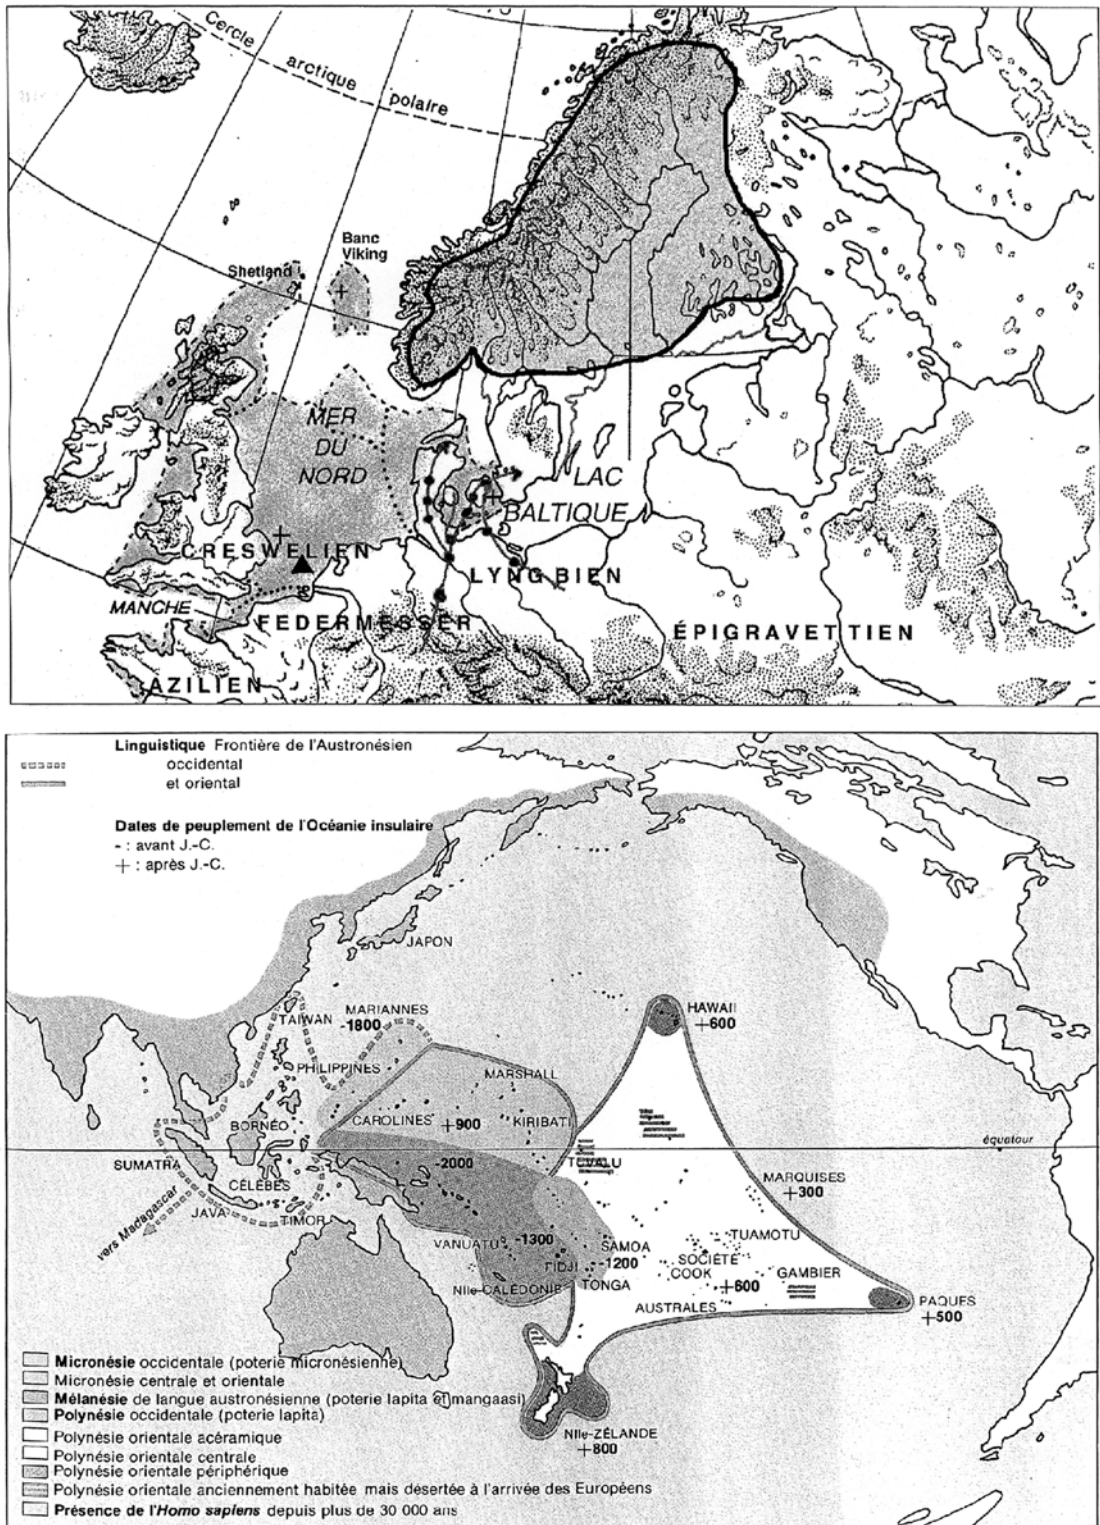 Cercle
arctique
polaire
Banc
Viking
Shetland
MER
DU
NORD
LAC
BALTIQUE
CRESWELIEN
LYNGBIEN
MANCHE
FEDERMESSER
ÉPIGRAVETTIEN
AZILIEN
Linguistique Frontière de l'Austronésien
occidental
et oriental
Dates de peuplement de l'Océanie insulaire
- : avant J.-C.
+ : après J.-C.
JAPON
TAIWAN
MARIANNES
-1800
HAWAII
+600
PHILIPPINES
MARSHALL
CAROLINES
+900
KIRIBATI
BORNÉO
équateur
SUMATRA
-2000
TUVALU
CÉLÈBES
MARQUISES
+300
JAVA
TIMOR
vers Madagascar
VANUATU
-1300
SAMOA
-1200
TUAMOTU
FIDJI
SOCIÉTÉ
COOK
+600
GAMBIER
Nlle-CALÉDONIE
TONGA
AUSTRALES
PAQUES
+500
Micronésie occidentale (poterie micronésienne)
Micronésie centrale et orientale
Mélanésie de langue austronésienne (poterie lapita et mangaasi)
Polynésie occidentale (poterie lapita)
Polynésie orientale acéramique
Polynésie orientale centrale
Polynésie orientale périphérique
Polynésie orientale anciennement habitée mais désertée à l'arrivée des Européens
Présence de l'Homo sapiens depuis plus de 30 000 ans
Nlle-ZÉLANDE
+800